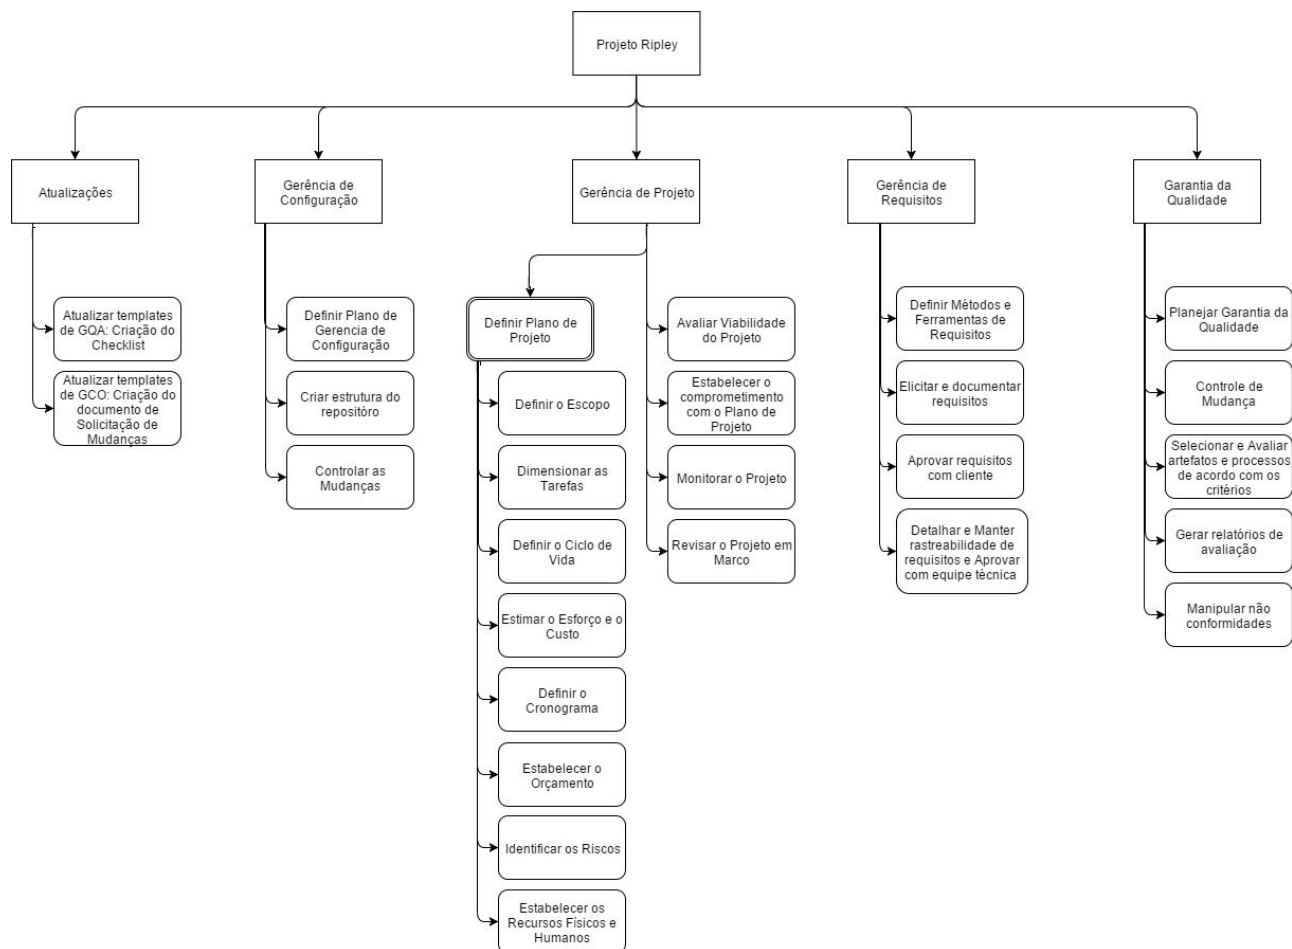 Projeto Ripley
Atualizações
Gerência de
Configuração
Gerência de Projeto
Gerência de
Requisitos
Garantia da
Qualidade
Atualizar templates
de GQA: Criação do
Checklist
Atualizar templates
de GCO: Criação do
documento de
Solicitação de
Mudanças
Definir Plano de
Gerencia de
Configuração
Criar estrutura do
repositóro
Controlar as
Mudanças
Definir Plano de
Projeto
Definir o Escopo
Dimensionar as
Tarefas
Definir o Ciclo de
Vida
Estimar o Esforço e o
Custo
Definir o
Cronograma
Estabelecer o
Orçamento
Identificar os Riscos
Estabelecer os
Recursos Físicos e
Humanos
Avaliar Viabilidade
do Projeto
Estabelecer o
comprometimento
com o Plano de
Projeto
Monitorar o Projeto
Revisar o Projeto em
Marco
Definir Métodos e
Ferramentas de
Requisitos
Elicitar e documentar
requisitos
Aprovar requisitos
com cliente
Detalhar e Manter
rastreabilidade de
requisitos e Aprovar
com equipe técnica
Planejar Garantia da
Qualidade
Controle de
Mudança
Selecionar e Avaliar
artefatos e processos
de acordo com os
critérios
Gerar relatórios de
avaliação
Manipular não
conformidades